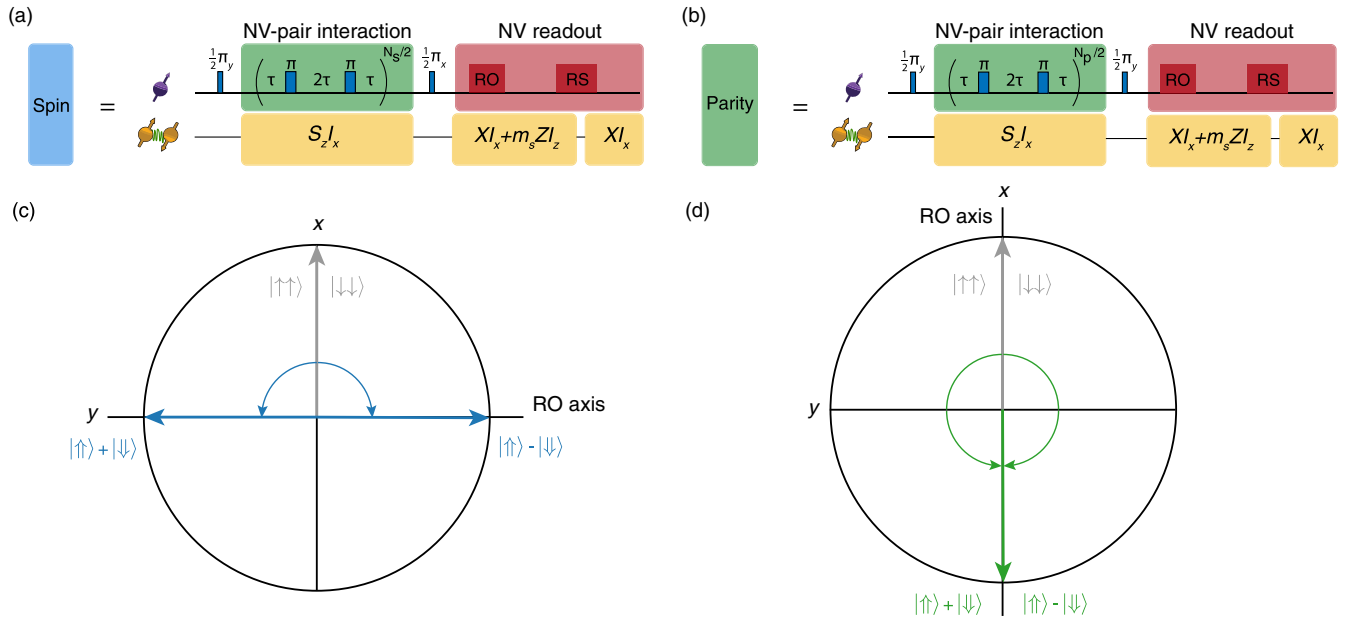 (a)
NV-pair interaction
NV readout
Spin
=
½π_y
(τ π 2τ π τ)^{N_s/2}
½π_x
RO
RS
S_zI_x
XI_x+m_sZI_z
XI_x
(b)
NV-pair interaction
NV readout
Parity
=
½π_y
(τ π 2τ π τ)^{N_p/2}
½π_y
RO
RS
S_zI_x
XI_x+m_sZI_z
XI_x
(c)
x
|↑↑⟩ |↓↓⟩
y
RO axis
|⇑⟩ + |⇓⟩
|⇑⟩ - |⇓⟩
(d)
x
RO axis
|↑↑⟩ |↓↓⟩
y
|⇑⟩ + |⇓⟩ |⇑⟩ - |⇓⟩